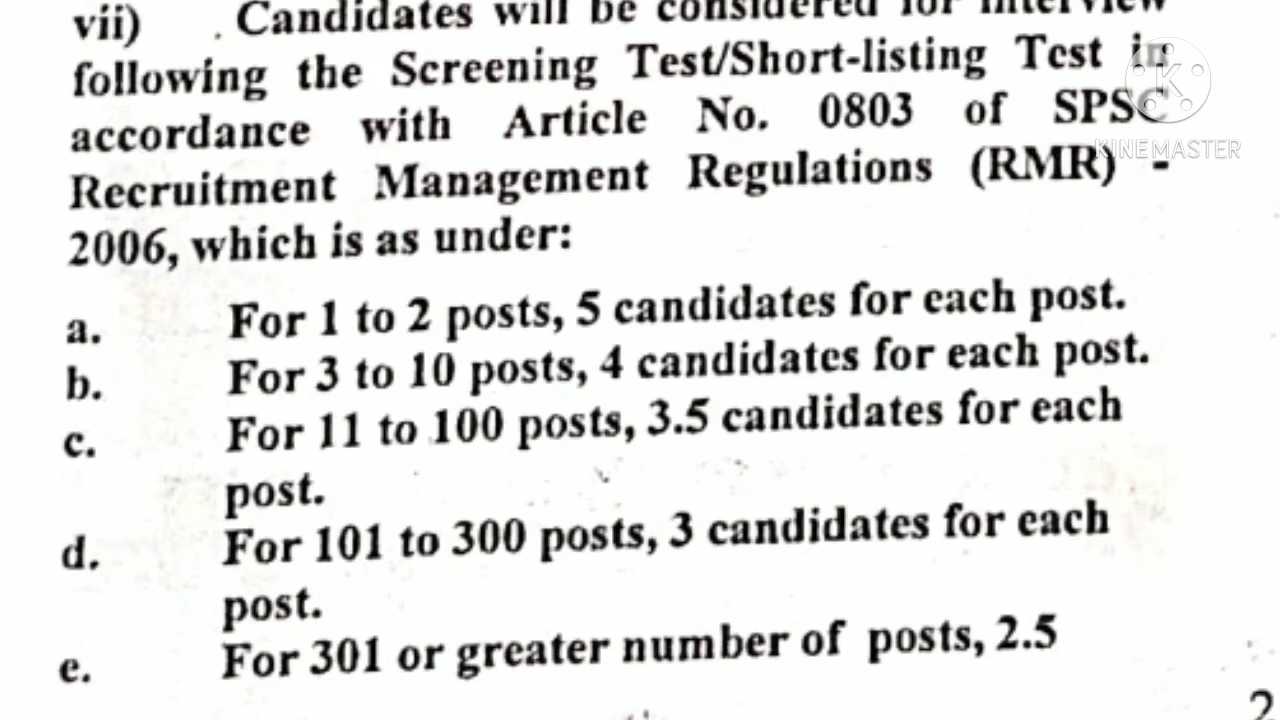 vii) . Candidates will be considered for interview
following the Screening Test/Short-listing Test in
accordance with Article No. 0803 of SPSC
Recruitment Management Regulations (RMR) -
2006, which is as under:
a. For 1 to 2 posts, 5 candidates for each post.
b. For 3 to 10 posts, 4 candidates for each post.
c. For 11 to 100 posts, 3.5 candidates for each
post.
d. For 101 to 300 posts, 3 candidates for each
post.
e. For 301 or greater number of posts, 2.5
2
K
KINEMASTER